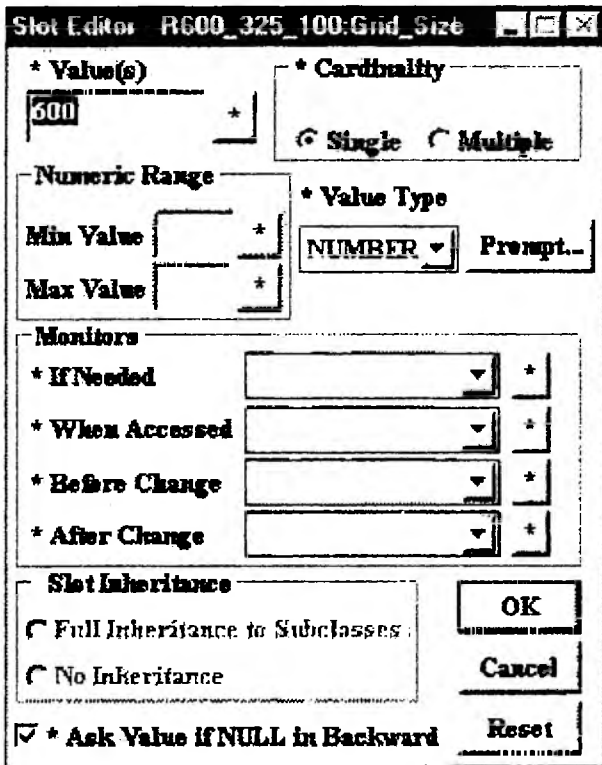 Slot Editor R600_325_100:Grid_Size
* Value(s)
600 *
* Cardinality
Single Multiple
Numeric Range
Min Value *
Max Value *
* Value Type
NUMBER Prompt...
Monitors
* If Needed *
* When Accessed *
* Before Change *
* After Change *
Slot Inheritance
Full Inheritance to Subclasses
No Inheritance
OK
Cancel
* Ask Value if NULL in Backward
Reset